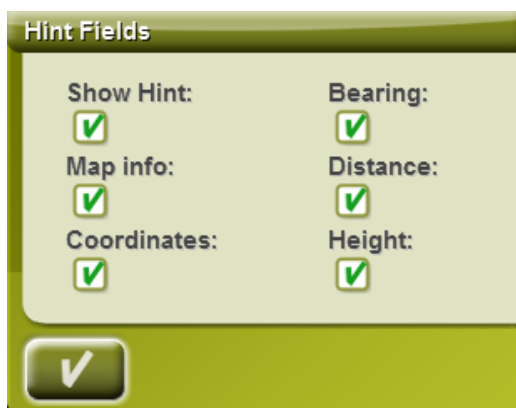 Hint Fields
Show Hint: Bearing:
Map info: Distance:
Coordinates: Height: